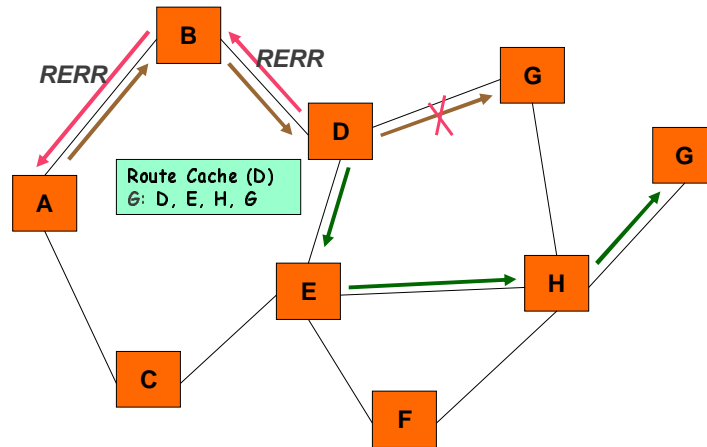 B
RERR
RERR
G
D
G
Route Cache (D)
G: D, E, H, G
A
E
H
C
F